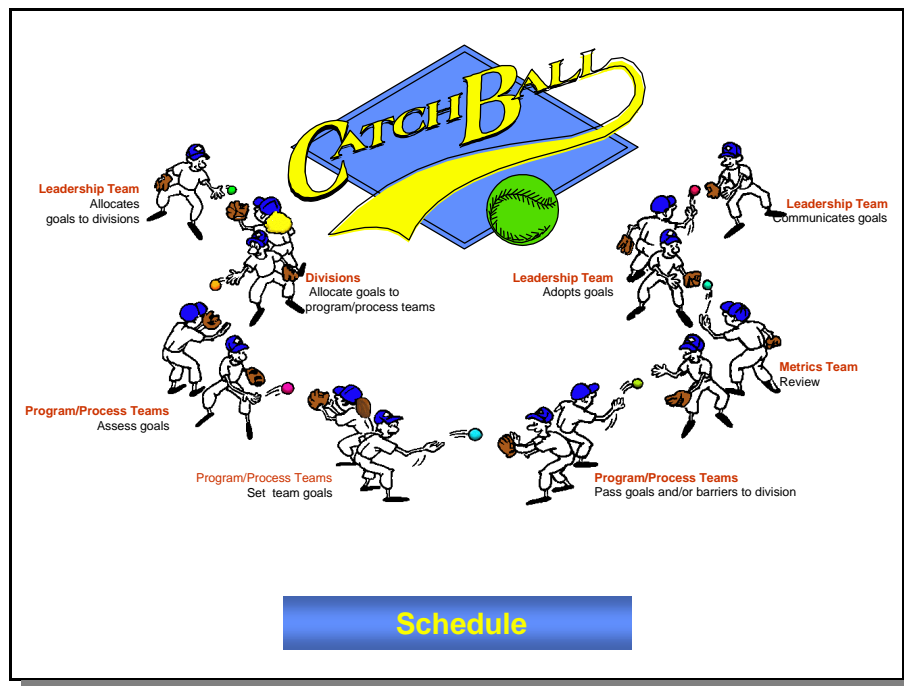 CATCHBALL
Leadership Team
Allocates
goals to divisions
Divisions
Allocate goals to
program/process teams
Program/Process Teams
Assess goals
Program/Process Teams
Set team goals
Program/Process Teams
Pass goals and/or barriers to division
Metrics Team
Review
Leadership Team
Adopts goals
Leadership Team
Communicates goals
Schedule